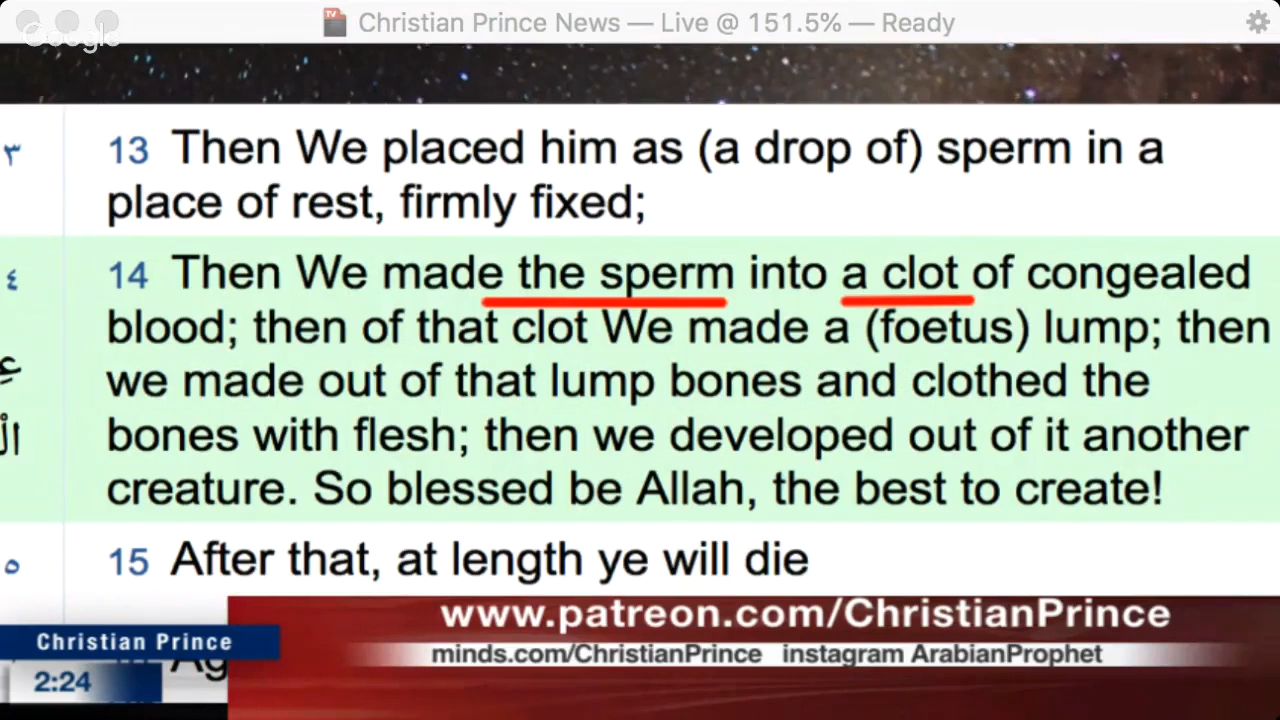 Christian Prince News — Live @ 151.5% — Ready
Google
٣
13 Then We placed him as (a drop of) sperm in a
place of rest, firmly fixed;
٤
14 Then We made the sperm into a clot of congealed
blood; then of that clot We made a (foetus) lump; then
we made out of that lump bones and clothed the
bones with flesh; then we developed out of it another
creature. So blessed be Allah, the best to create!
٥
15 After that, at length ye will die
www.patreon.com/ChristianPrince
Christian Prince
minds.com/ChristianPrince instagram ArabianProphet
2:24